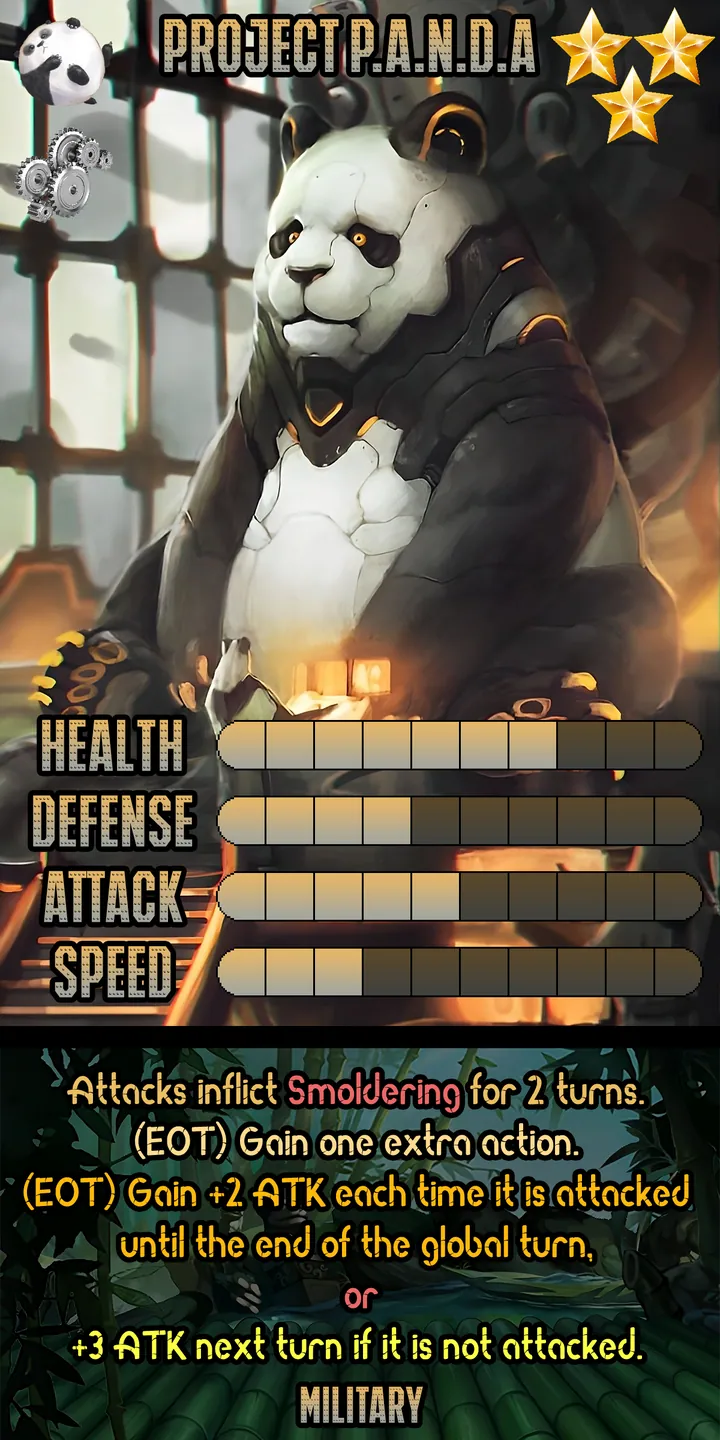 PROJECT P.A.N.D.A
HEALTH
DEFENSE
ATTACK
SPEED
Attacks inflict Smoldering for 2 turns.
(EOT) Gain one extra action.
(EOT) Gain +2 ATK each time it is attacked
until the end of the global turn,
or
+3 ATK next turn if it is not attacked.
MILITARY